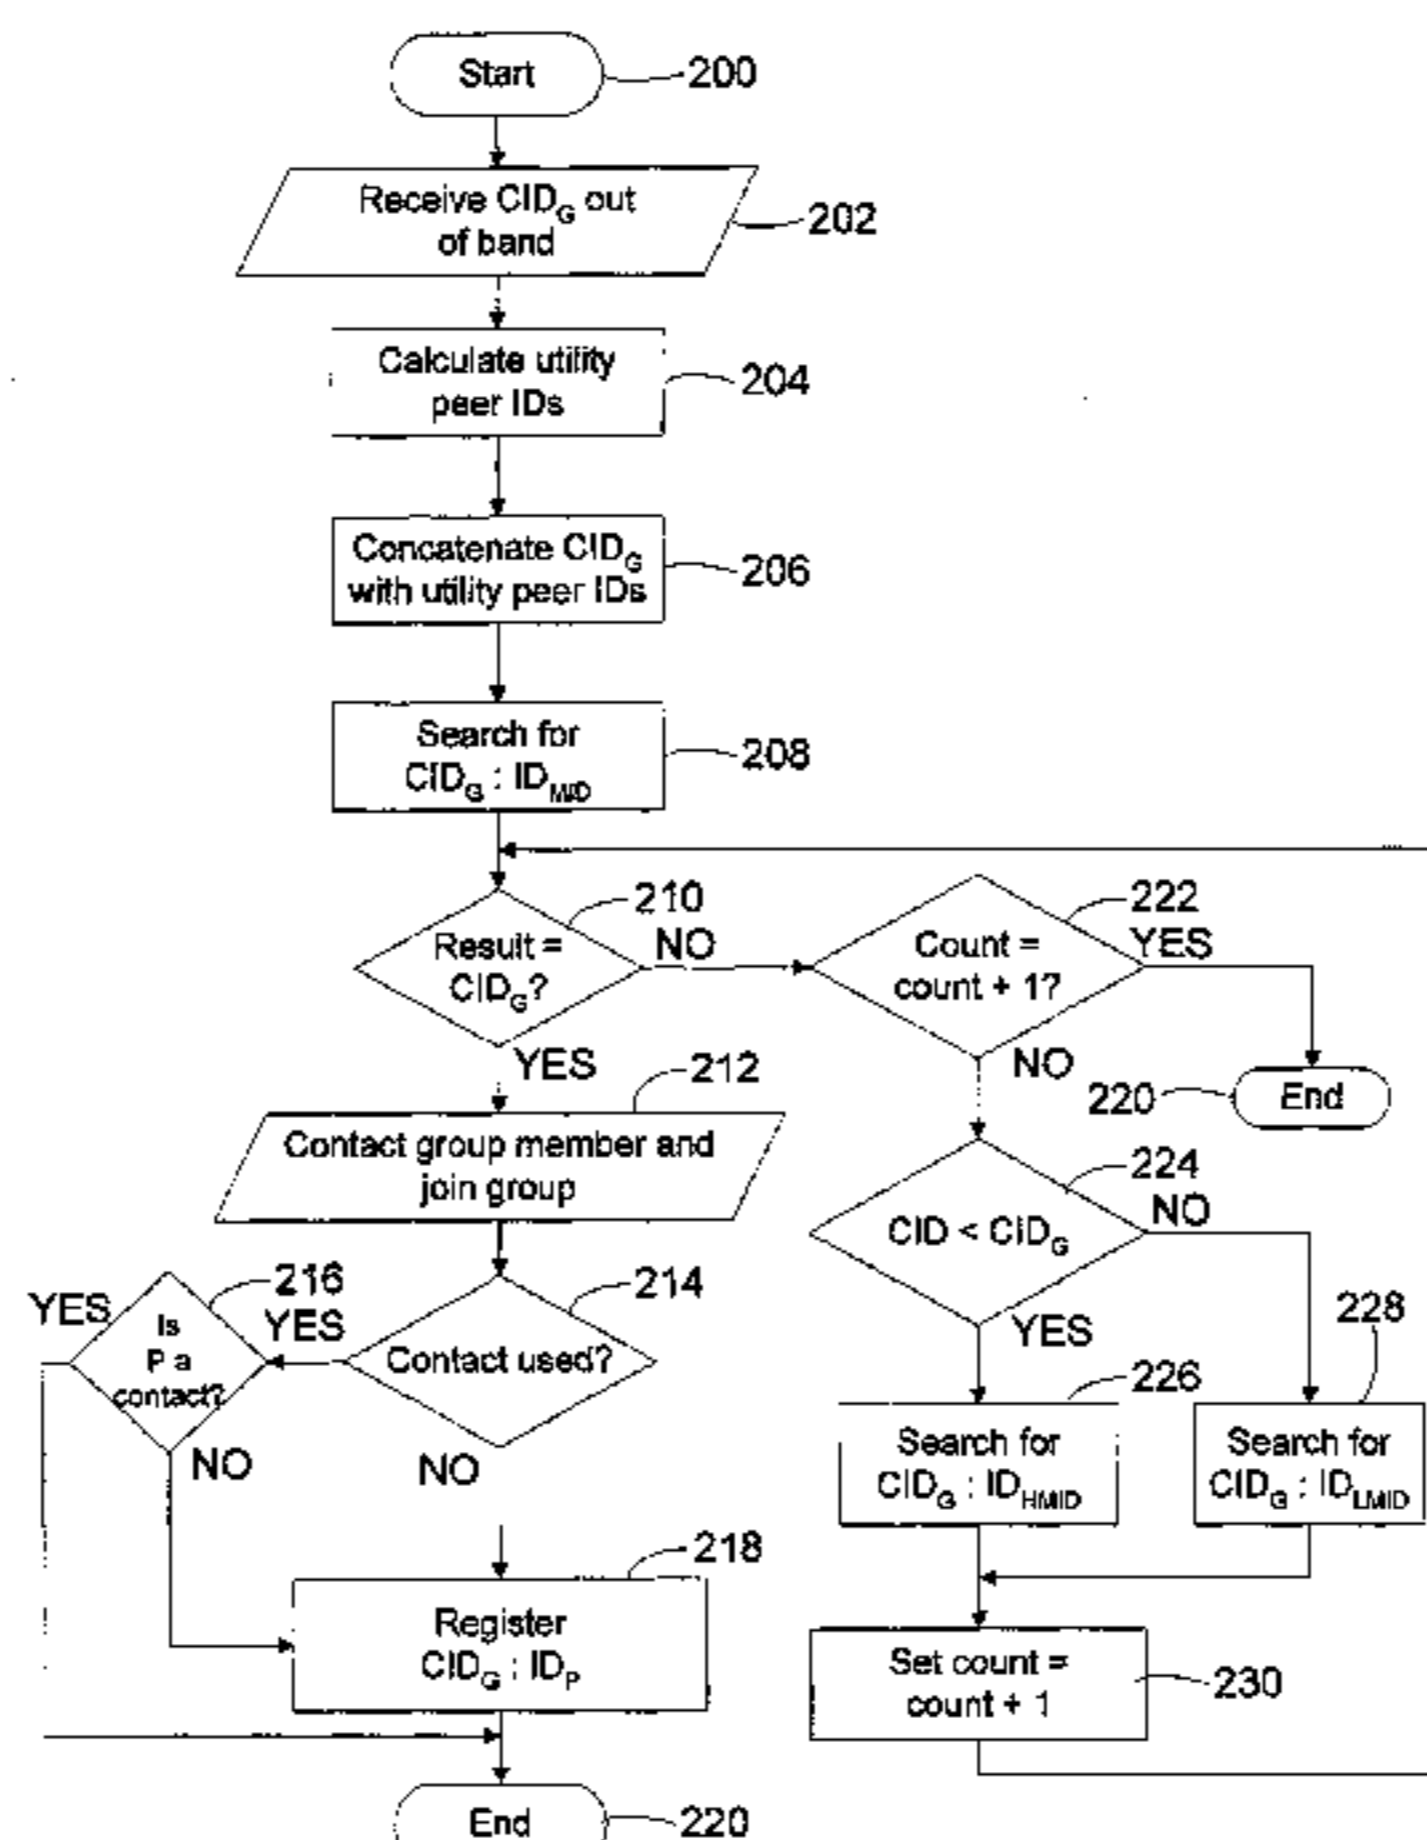 Start
200
Receive CID_G out
of band
202
Calculate utility
peer IDs
204
Concatenate CID_G
with utility peer IDs
206
Search for
CID_G : ID_MID
208
210
Result =
CID_G?
NO
YES
222
Count =
count + 1?
YES
NO
220
End
212
Contact group member and
join group
224
CID < CID_G
NO
YES
216
YES
Is
P a
contact?
YES
NO
214
Contact used?
NO
226
Search for
CID_G : ID_HMID
228
Search for
CID_G : ID_LMID
218
Register
CID_G : ID_P
Set count =
count + 1
230
End
220